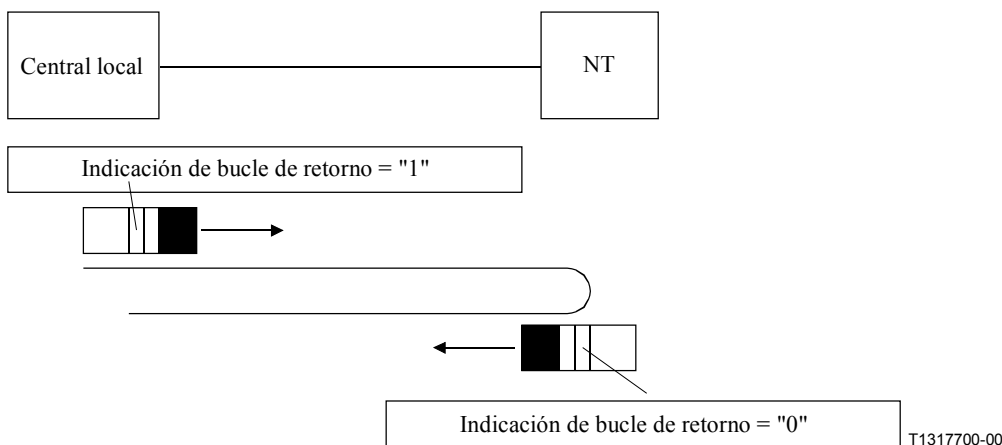 Central local
NT
Indicación de bucle de retorno = "1"
Indicación de bucle de retorno = "0"
T1317700-00